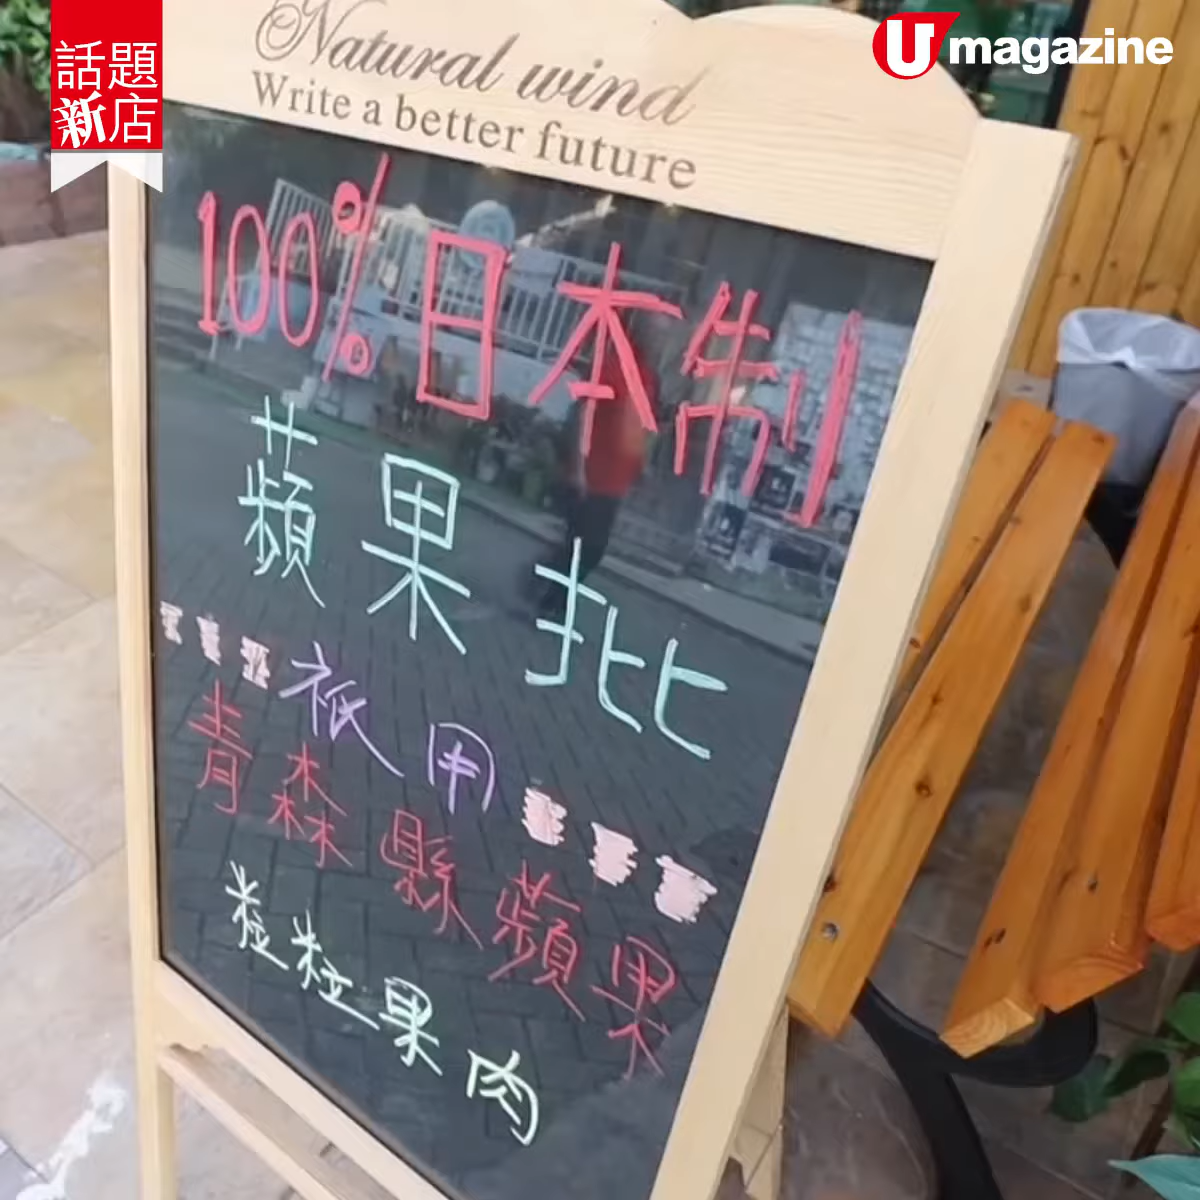 話題
新店
U magazine
Natural wind
Write a better future
100%日本制
蘋果批
祇用
青森縣蘋果
粒粒果肉